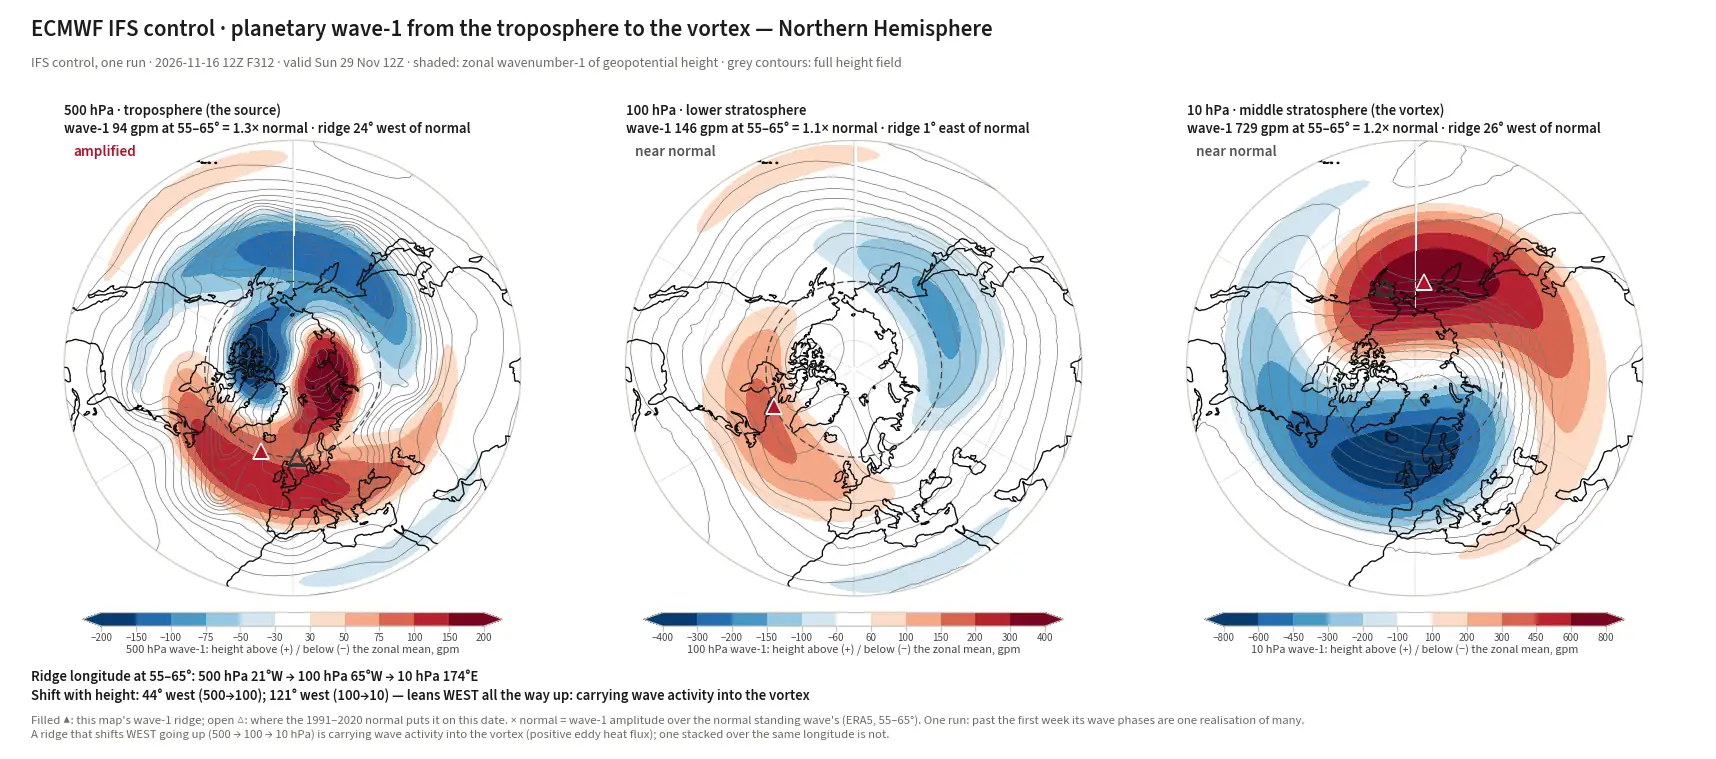 ECMWF IFS control · planetary wave-1 from the troposphere to the vortex — Northern Hemisphere
IFS control, one run · 2026-11-16 12Z F312 · valid Sun 29 Nov 12Z · shaded: zonal wavenumber-1 of geopotential height · grey contours: full height field
500 hPa · troposphere (the source)
wave-1 94 gpm at 55–65° = 1.3× normal · ridge 24° west of normal
amplified
100 hPa · lower stratosphere
wave-1 146 gpm at 55–65° = 1.1× normal · ridge 1° east of normal
near normal
10 hPa · middle stratosphere (the vortex)
wave-1 729 gpm at 55–65° = 1.2× normal · ridge 26° west of normal
near normal
−200 −150 −100 −75 −50 −30 30 50 75 100 150 200
500 hPa wave-1: height above (+) / below (−) the zonal mean, gpm
−400 −300 −200 −150 −100 −60 60 100 150 200 300 400
100 hPa wave-1: height above (+) / below (−) the zonal mean, gpm
−800 −600 −450 −300 −200 −100 100 200 300 450 600 800
10 hPa wave-1: height above (+) / below (−) the zonal mean, gpm
Ridge longitude at 55–65°: 500 hPa 21°W → 100 hPa 65°W → 10 hPa 174°E
Shift with height: 44° west (500→100); 121° west (100→10) — leans WEST all the way up: carrying wave activity into the vortex
Filled ▲: this map's wave-1 ridge; open △: where the 1991–2020 normal puts it on this date. × normal = wave-1 amplitude over the normal standing wave's (ERA5, 55–65°). One run: past the first week its wave phases are one realisation of many.
A ridge that shifts WEST going up (500 → 100 → 10 hPa) is carrying wave activity into the vortex (positive eddy heat flux); one stacked over the same longitude is not.